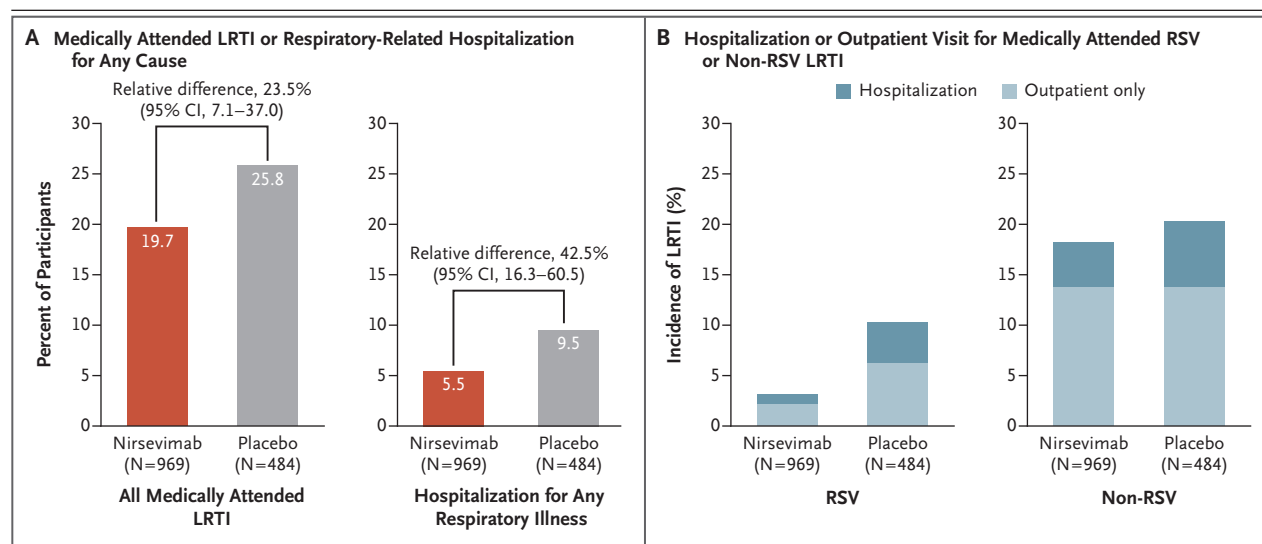 A Medically Attended LRTI or Respiratory-Related Hospitalization
for Any Cause
Relative difference, 23.5%
(95% CI, 7.1–37.0)
Percent of Participants
30
25
20
15
10
5
0
19.7
25.8
Nirsevimab
(N=969)
Placebo
(N=484)
All Medically Attended
LRTI
30
25
20
15
10
5
0
Relative difference, 42.5%
(95% CI, 16.3–60.5)
5.5
9.5
Nirsevimab
(N=969)
Placebo
(N=484)
Hospitalization for Any
Respiratory Illness
B Hospitalization or Outpatient Visit for Medically Attended RSV
or Non-RSV LRTI
Hospitalization
Outpatient only
Incidence of LRTI (%)
30
25
20
15
10
5
0
Nirsevimab
(N=969)
Placebo
(N=484)
RSV
30
25
20
15
10
5
0
Nirsevimab
(N=969)
Placebo
(N=484)
Non-RSV